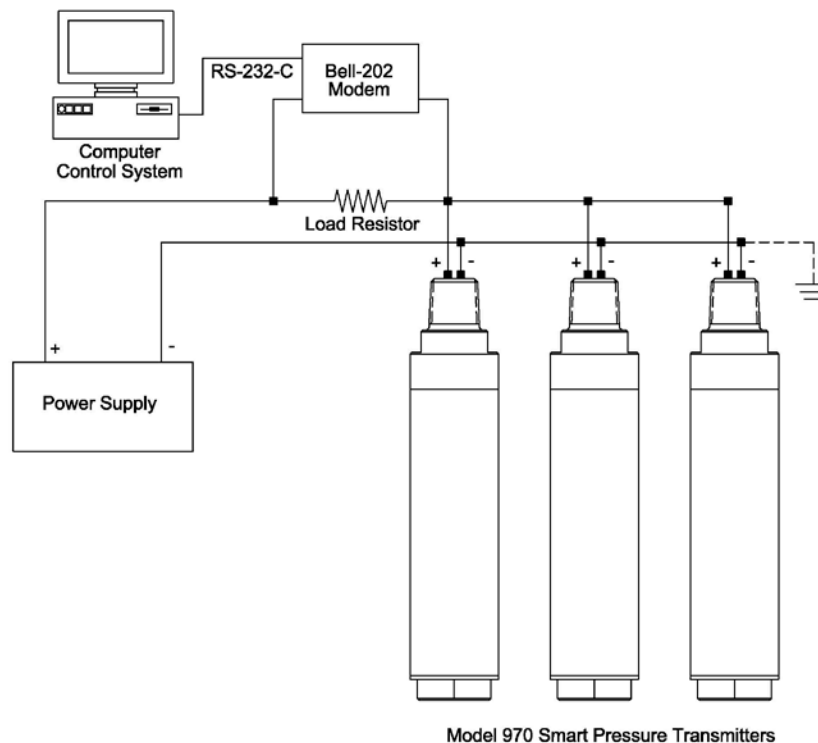 RS-232-C
Bell-202
Modem
Computer
Control System
Load Resistor
+ -
+ -
+ -
+ -
Power Supply
Model 970 Smart Pressure Transmitters